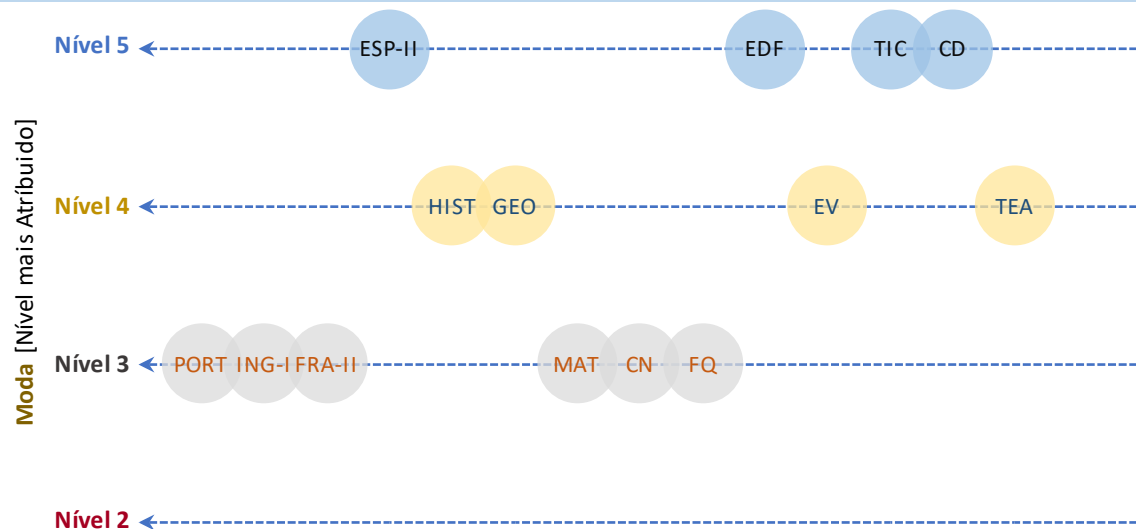 Nível 5 ESP-II EDF TIC CD
Nível 4 HIST GEO EV TEA
Nível 3 PORT ING-I FRA-II MAT CN FQ
Nível 2
Moda [Nível mais Atríbuido]